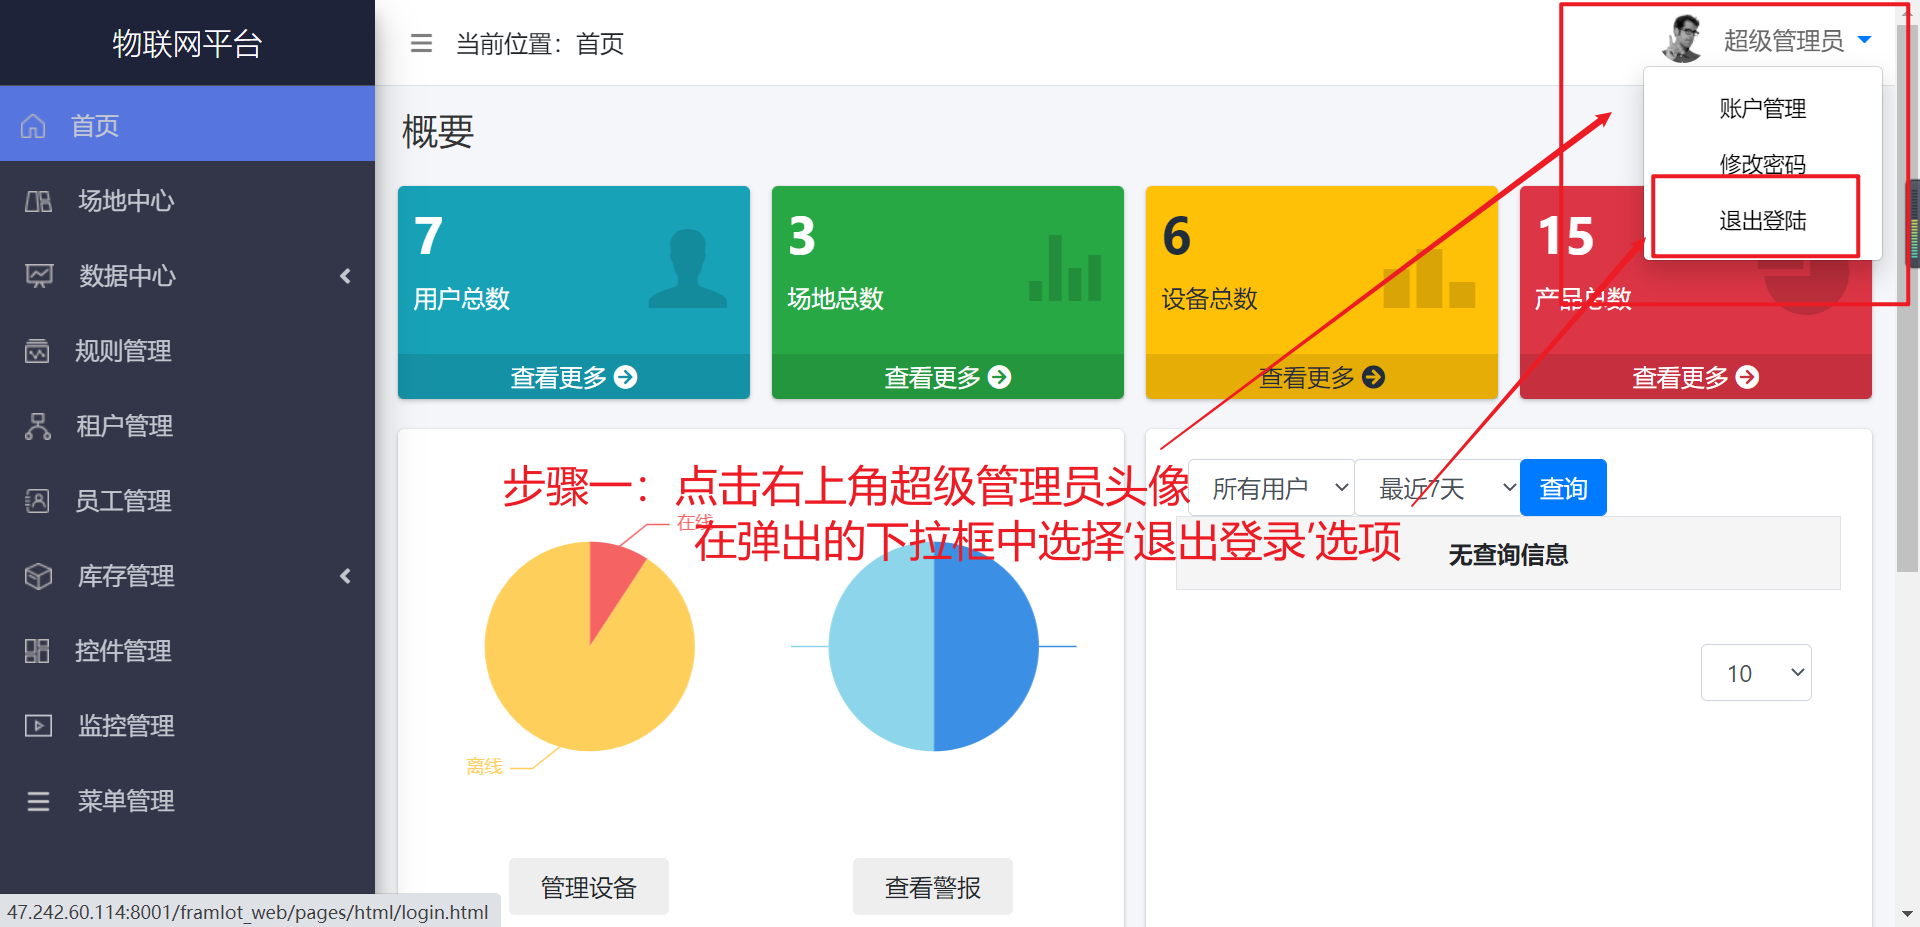 物联网平台
当前位置：首页
超级管理员
账户管理
修改密码
退出登陆
首页
场地中心
数据中心
规则管理
租户管理
员工管理
库存管理
控件管理
监控管理
菜单管理
概要
7
用户总数
查看更多
3
场地总数
查看更多
6
设备总数
查看更多
15
产品总数
查看更多
步骤一：点击右上角超级管理员头像
在弹出的下拉框中选择‘退出登录’选项
在线
离线
管理设备
查看警报
所有用户
最近7天
查询
无查询信息
10
47.242.60.114:8001/framlot_web/pages/html/login.html